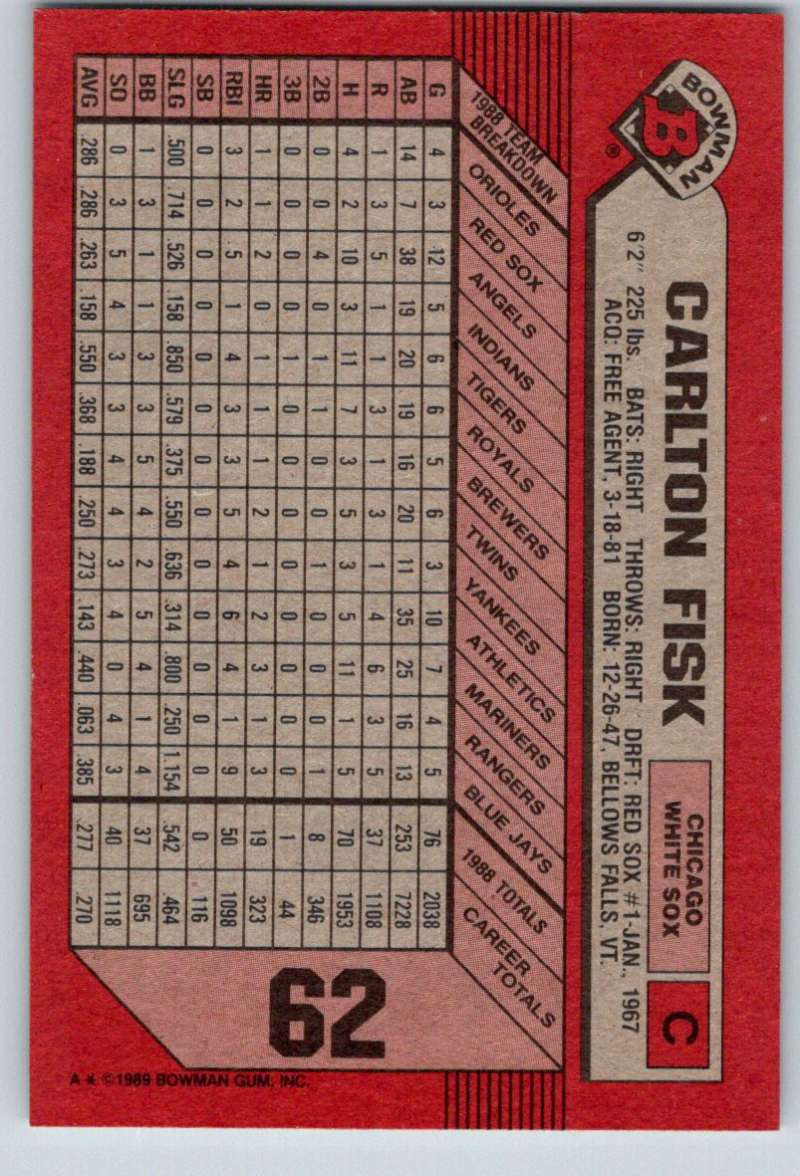 BOWMAN
B
®
CARLTON FISK
CHICAGO
WHITE SOX
C
6'2" 225 lbs. BATS: RIGHT THROWS: RIGHT DRFT: RED SOX #1-JAN., 1967
ACQ: FREE AGENT, 3-18-81 BORN: 12-26-47, BELLOWS FALLS, VT.
1988 TEAM
BREAKDOWN
ORIOLES
RED SOX
ANGELS
INDIANS
TIGERS
ROYALS
BREWERS
TWINS
YANKEES
ATHLETICS
MARINERS
RANGERS
BLUE JAYS
1988 TOTALS
CAREER
TOTALS
G 4 3 12 5 6 6 5 6 3 10 7 4 5 76 2038
AB 14 7 38 19 20 19 16 20 11 35 25 16 13 253 7228
R 1 3 5 1 1 3 1 3 1 4 6 3 5 37 1108
H 4 2 10 3 11 7 3 5 3 5 11 1 5 70 1953
2B 0 0 4 0 1 1 0 0 1 0 0 0 1 8 346
3B 0 0 0 0 1 0 0 0 0 0 0 0 0 1 44
HR 1 1 2 0 1 1 1 2 1 2 3 1 3 19 323
RBI 3 2 5 1 4 3 3 5 4 6 4 1 9 50 1098
SB 0 0 0 0 0 0 0 0 0 0 0 0 0 0 116
SLG .500 .714 .526 .158 .850 .579 .375 .550 .636 .314 .800 .250 1.154 .542 .464
BB 1 3 1 1 3 3 5 4 2 5 4 1 4 37 695
SO 0 3 5 4 3 3 4 4 3 4 0 4 3 40 1118
AVG .286 .286 .263 .158 .550 .368 .188 .250 .273 .143 .440 .063 .385 .277 .270
62
A * ©1989 BOWMAN GUM, INC.